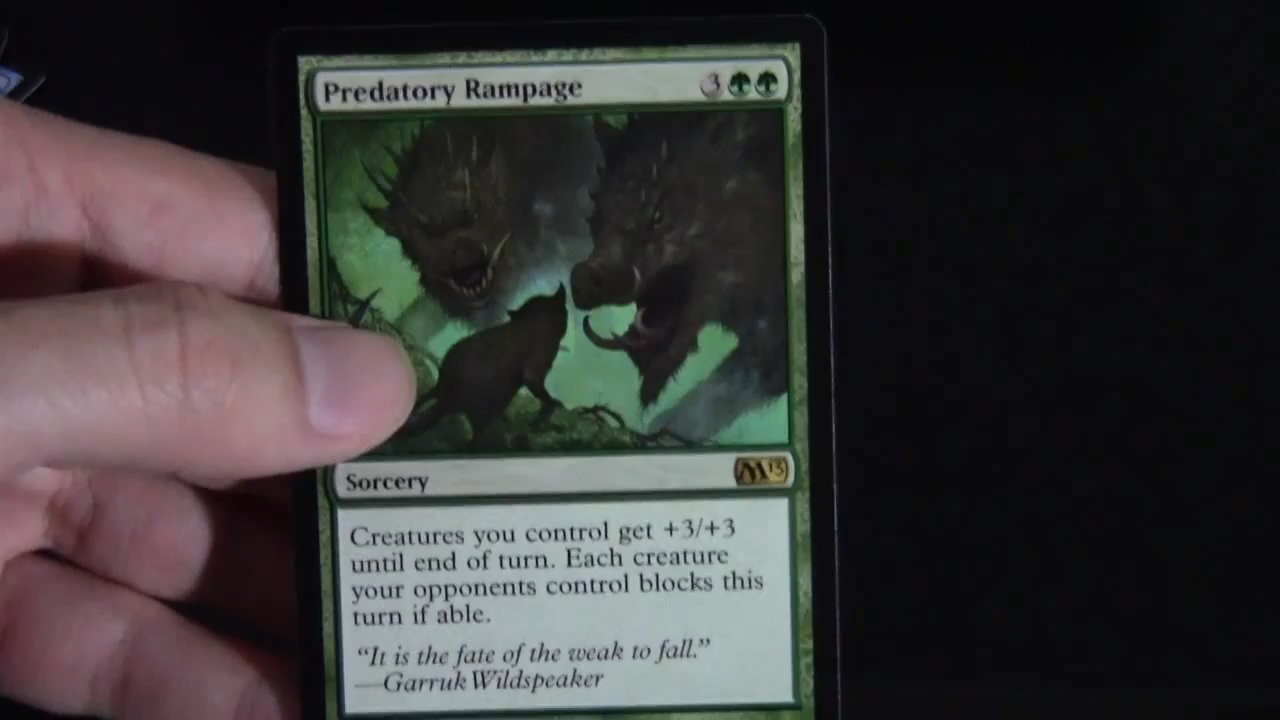 Predatory Rampage 3
Sorcery M13
Creatures you control get +3/+3
until end of turn. Each creature
your opponents control blocks this
turn if able.
“It is the fate of the weak to fall.”
—Garruk Wildspeaker